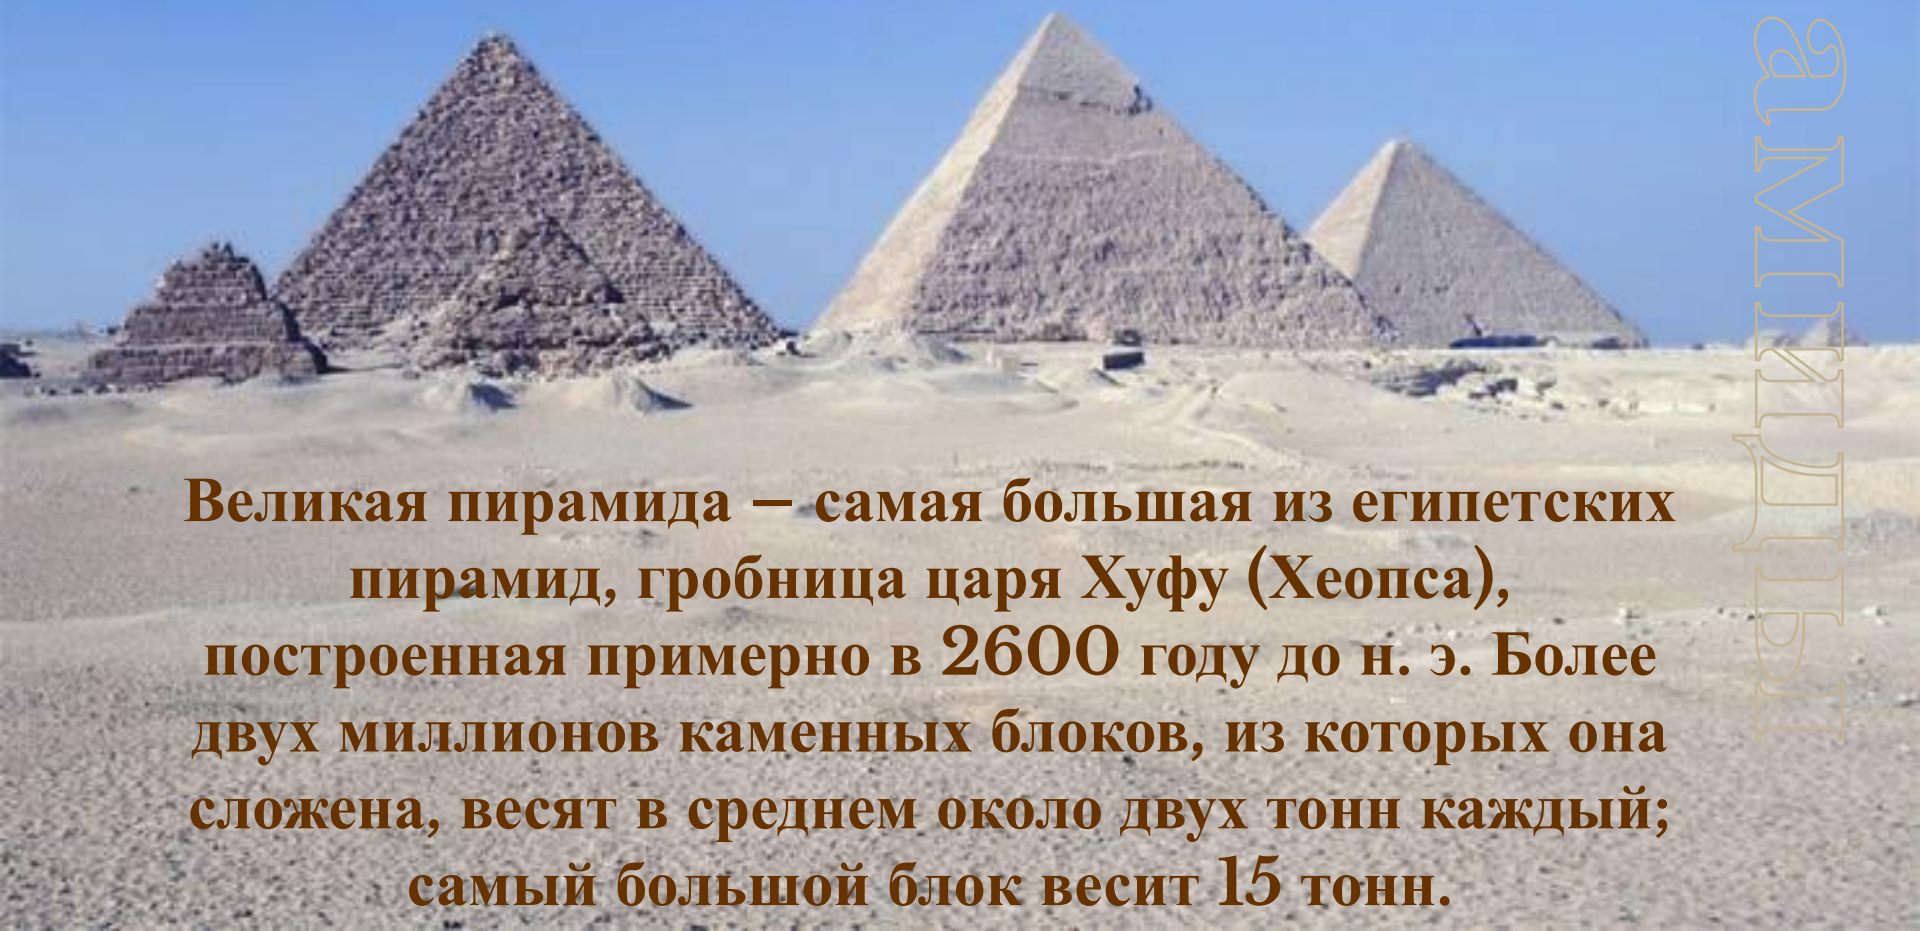 Великая пирамида – самая большая из египетских
пирамид, гробница царя Хуфу (Хеопса),
построенная примерно в 2600 году до н. э. Более
двух миллионов каменных блоков, из которых она
сложена, весят в среднем около двух тонн каждый;
самый большой блок весит 15 тонн.
амиды